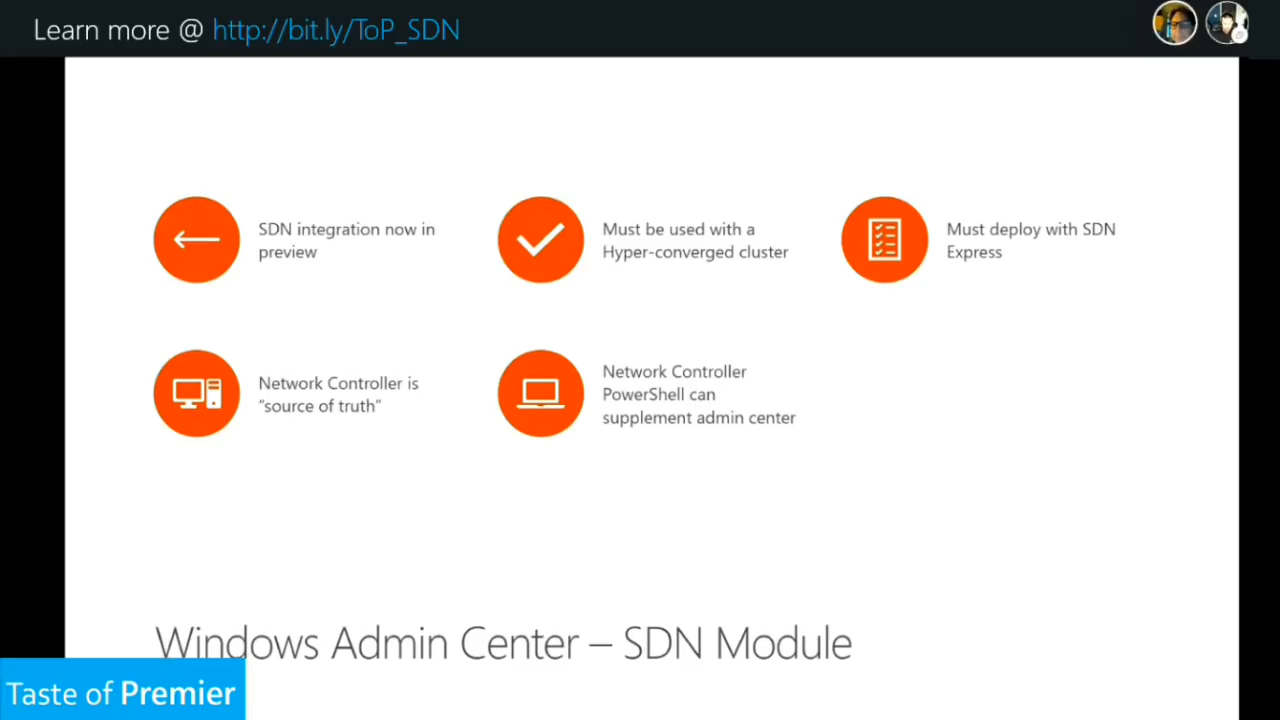 Learn more @ http://bit.ly/ToP_SDN
SDN integration now in
preview
Must be used with a
Hyper-converged cluster
Must deploy with SDN
Express
Network Controller is
“source of truth”
Network Controller
PowerShell can
supplement admin center
Windows Admin Center – SDN Module
Taste of Premier